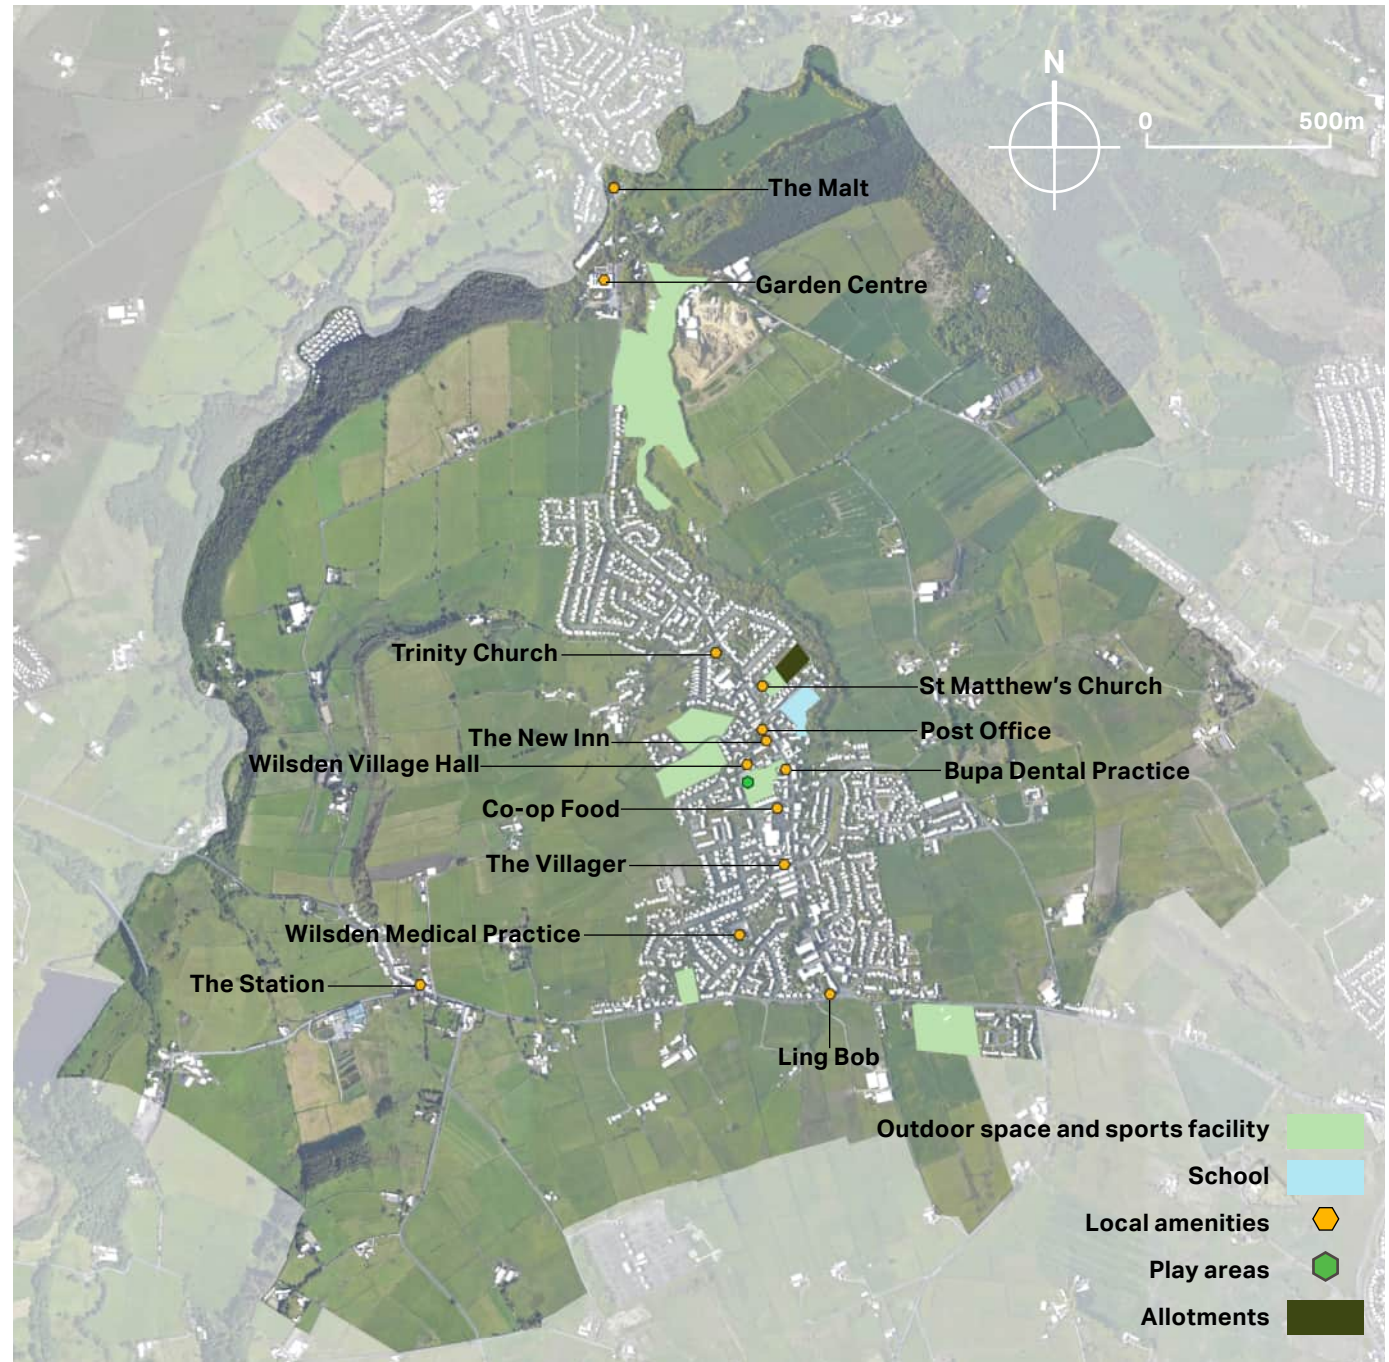 N
0 500m
The Malt
Garden Centre
Trinity Church
St Matthew’s Church
Post Office
The New Inn
Wilsden Village Hall
Bupa Dental Practice
Co-op Food
The Villager
Wilsden Medical Practice
The Station
Ling Bob
Outdoor space and sports facility
School
Local amenities
Play areas
Allotments